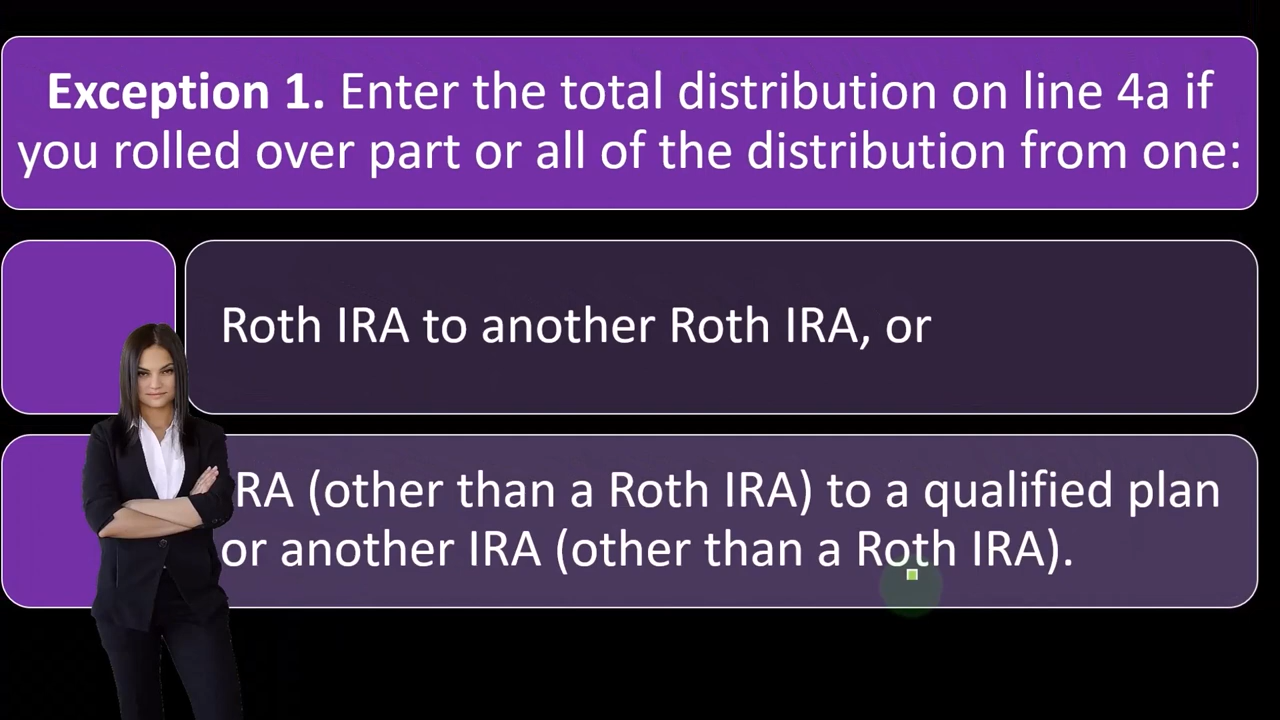 Exception 1. Enter the total distribution on line 4a if
you rolled over part or all of the distribution from one:
Roth IRA to another Roth IRA, or
RA (other than a Roth IRA) to a qualified plan
or another IRA (other than a Roth IRA).